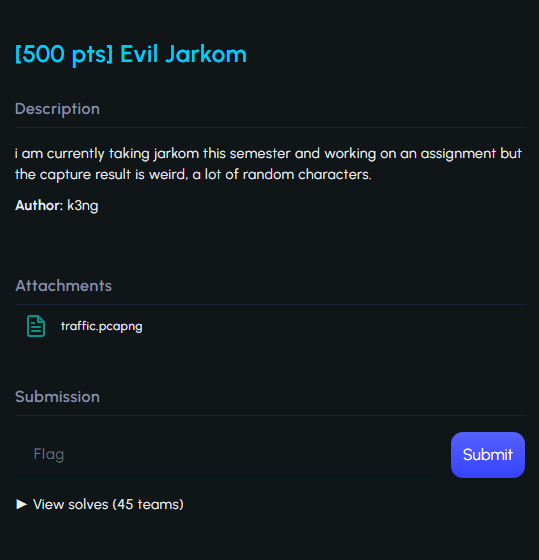 [500 pts] Evil Jarkom
Description
i am currently taking jarkom this semester and working on an assignment but
the capture result is weird, a lot of random characters.
Author: k3ng
Attachments
traffic.pcapng
Submission
Flag
Submit
▶ View solves (45 teams)